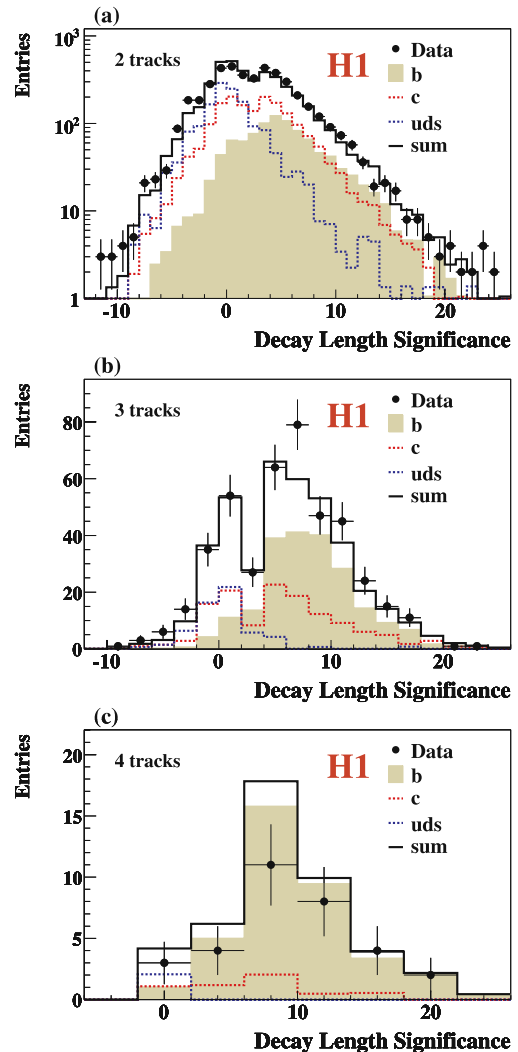 (a)
Entries
10³
10²
10
1
2 tracks
H1
Data
b
c
uds
sum
-10 0 10 20
Decay Length Significance
(b)
Entries
80
60
40
20
0
3 tracks
H1
Data
b
c
uds
sum
-10 0 10 20
Decay Length Significance
(c)
Entries
20
15
10
5
0
4 tracks
H1
Data
b
c
uds
sum
0 10 20
Decay Length Significance